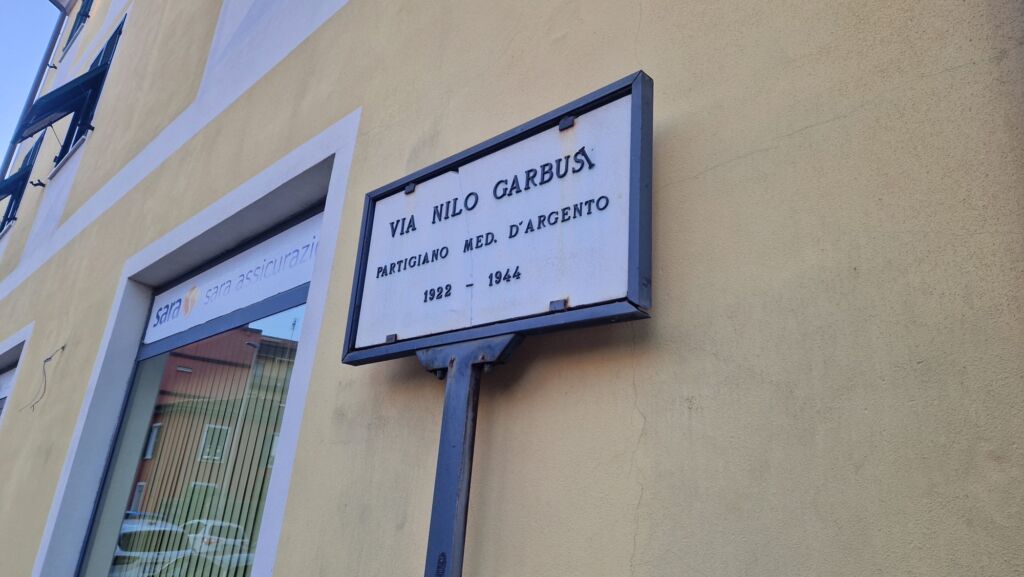 VIA NILO GARBUSI
PARTIGIANO MED. D'ARGENTO
1922 - 1944
sara sara assicurazi